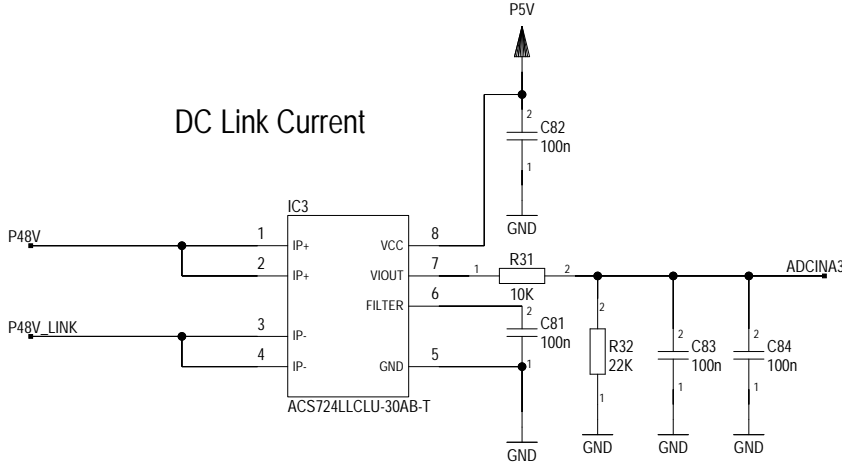 P5V
DC Link Current
2
C82
100n
1
GND
IC3
P48V
1
IP+
VCC
8
2
IP+
VIOUT
7
1
R31
2
10K
ADCINA3
FILTER
6
2
C81
100n
1
P48V_LINK
3
IP-
4
IP-
GND
5
ACS724LLCLU-30AB-T
GND
2
R32
22K
1
GND
2
C83
100n
1
GND
2
C84
100n
1
GND